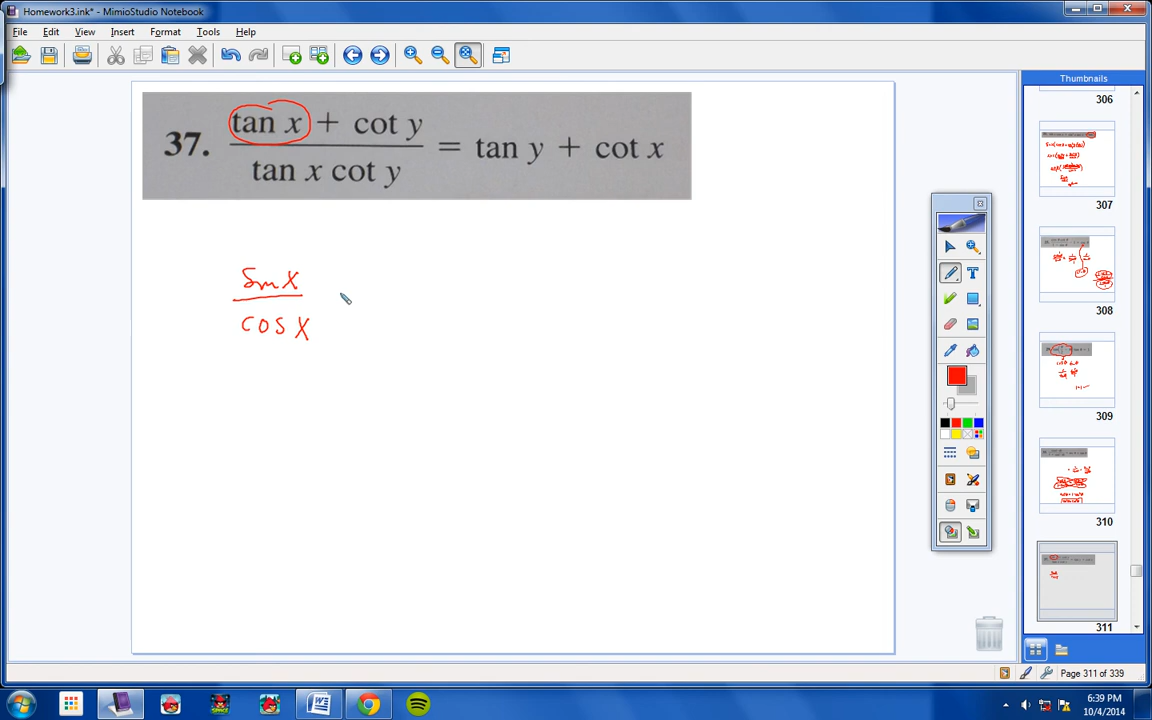 Homework3.ink* - MimioStudio Notebook
File Edit View Insert Format Tools Help
Thumbnails
306
37. tan x + cot y
tan x cot y
= tan y + cot x
sin x
cos x
307
308
309
310
311
Page 311 of 339
6:39 PM
10/4/2014